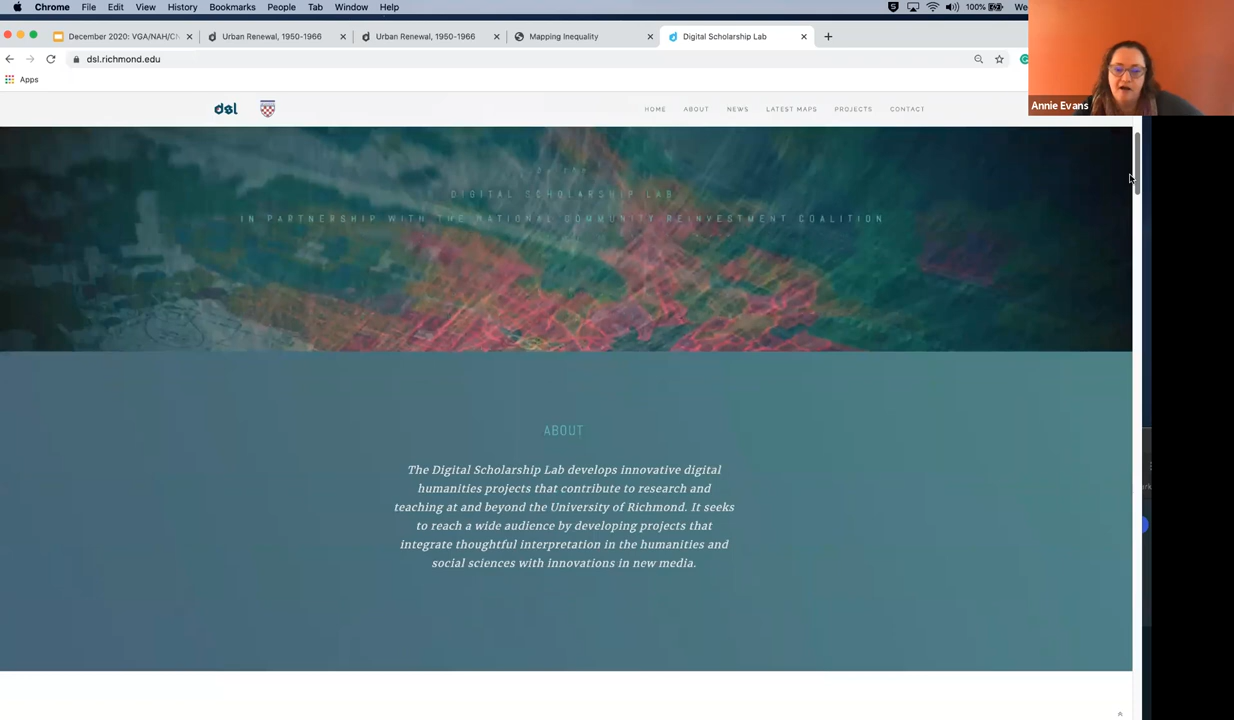 Chrome File Edit View History Bookmarks People Tab Window Help 100% We
December 2020: VGA/NAH/CN Urban Renewal, 1950-1966 Urban Renewal, 1950-1966 Mapping Inequality Digital Scholarship Lab
dsl.richmond.edu
Apps
Annie Evans
dsl HOME ABOUT NEWS LATEST MAPS PROJECTS CONTACT
by the
DIGITAL SCHOLARSHIP LAB
IN PARTNERSHIP WITH THE NATIONAL COMMUNITY REINVESTMENT COALITION
ABOUT
The Digital Scholarship Lab develops innovative digital
humanities projects that contribute to research and
teaching at and beyond the University of Richmond. It seeks
to reach a wide audience by developing projects that
integrate thoughtful interpretation in the humanities and
social sciences with innovations in new media.